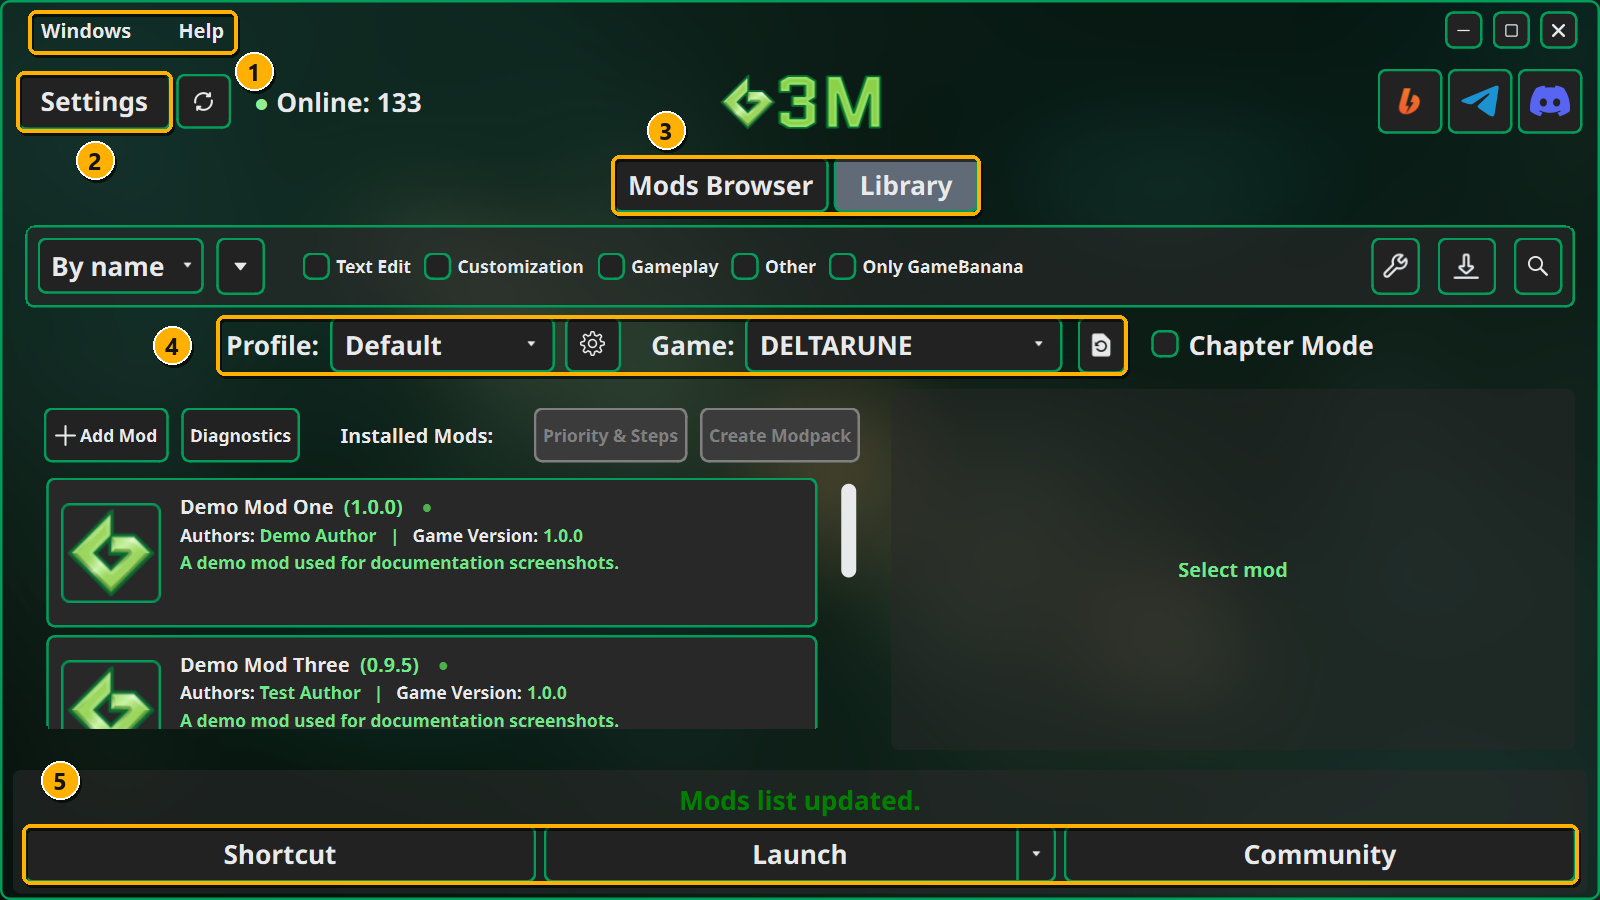 Windows Help
1
Settings
Online: 133
3M
2
3
Mods Browser Library
By name
Text Edit Customization Gameplay Other Only GameBanana
4
Profile: Default Game: DELTARUNE Chapter Mode
Add Mod Diagnostics Installed Mods: Priority & Steps Create Modpack
Demo Mod One (1.0.0)
Authors: Demo Author | Game Version: 1.0.0
A demo mod used for documentation screenshots.
Select mod
Demo Mod Three (0.9.5)
Authors: Test Author | Game Version: 1.0.0
A demo mod used for documentation screenshots.
5
Mods list updated.
Shortcut Launch Community